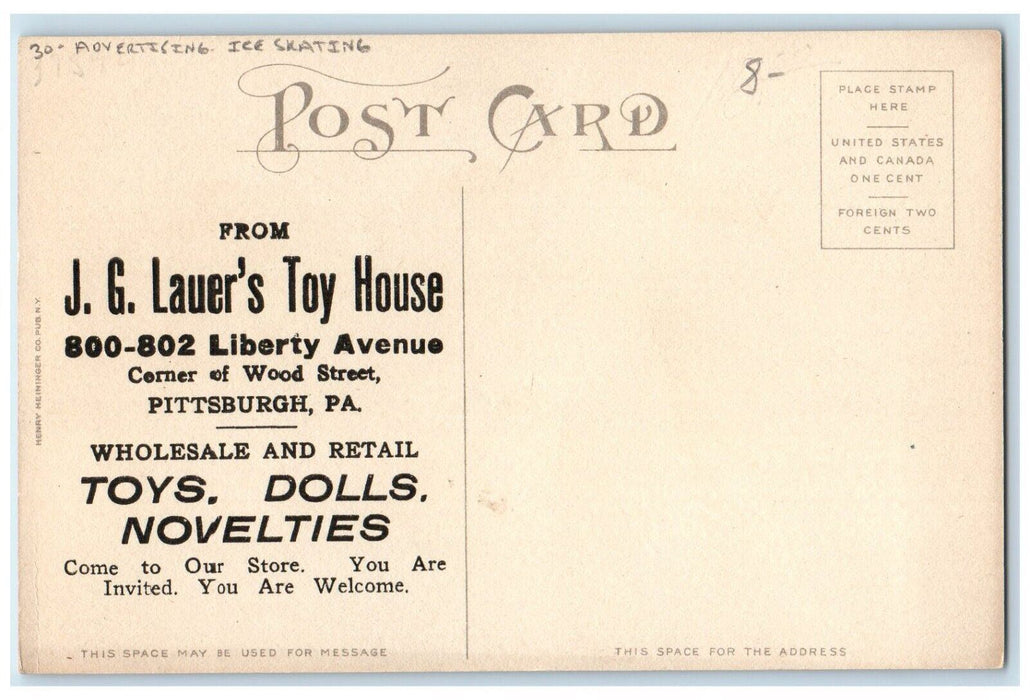 30- ADVERTISING. ICE SKATING
8-
POST CARD
PLACE STAMP
HERE
UNITED STATES
AND CANADA
ONE CENT
FOREIGN TWO
CENTS
FROM
J. G. Lauer's Toy House
800-802 Liberty Avenue
Corner of Wood Street,
PITTSBURGH, PA.
WHOLESALE AND RETAIL
TOYS. DOLLS.
NOVELTIES
Come to Our Store. You Are
Invited. You Are Welcome.
HENRY HEININGER CO. PUB. N.Y.
THIS SPACE MAY BE USED FOR MESSAGE
THIS SPACE FOR THE ADDRESS